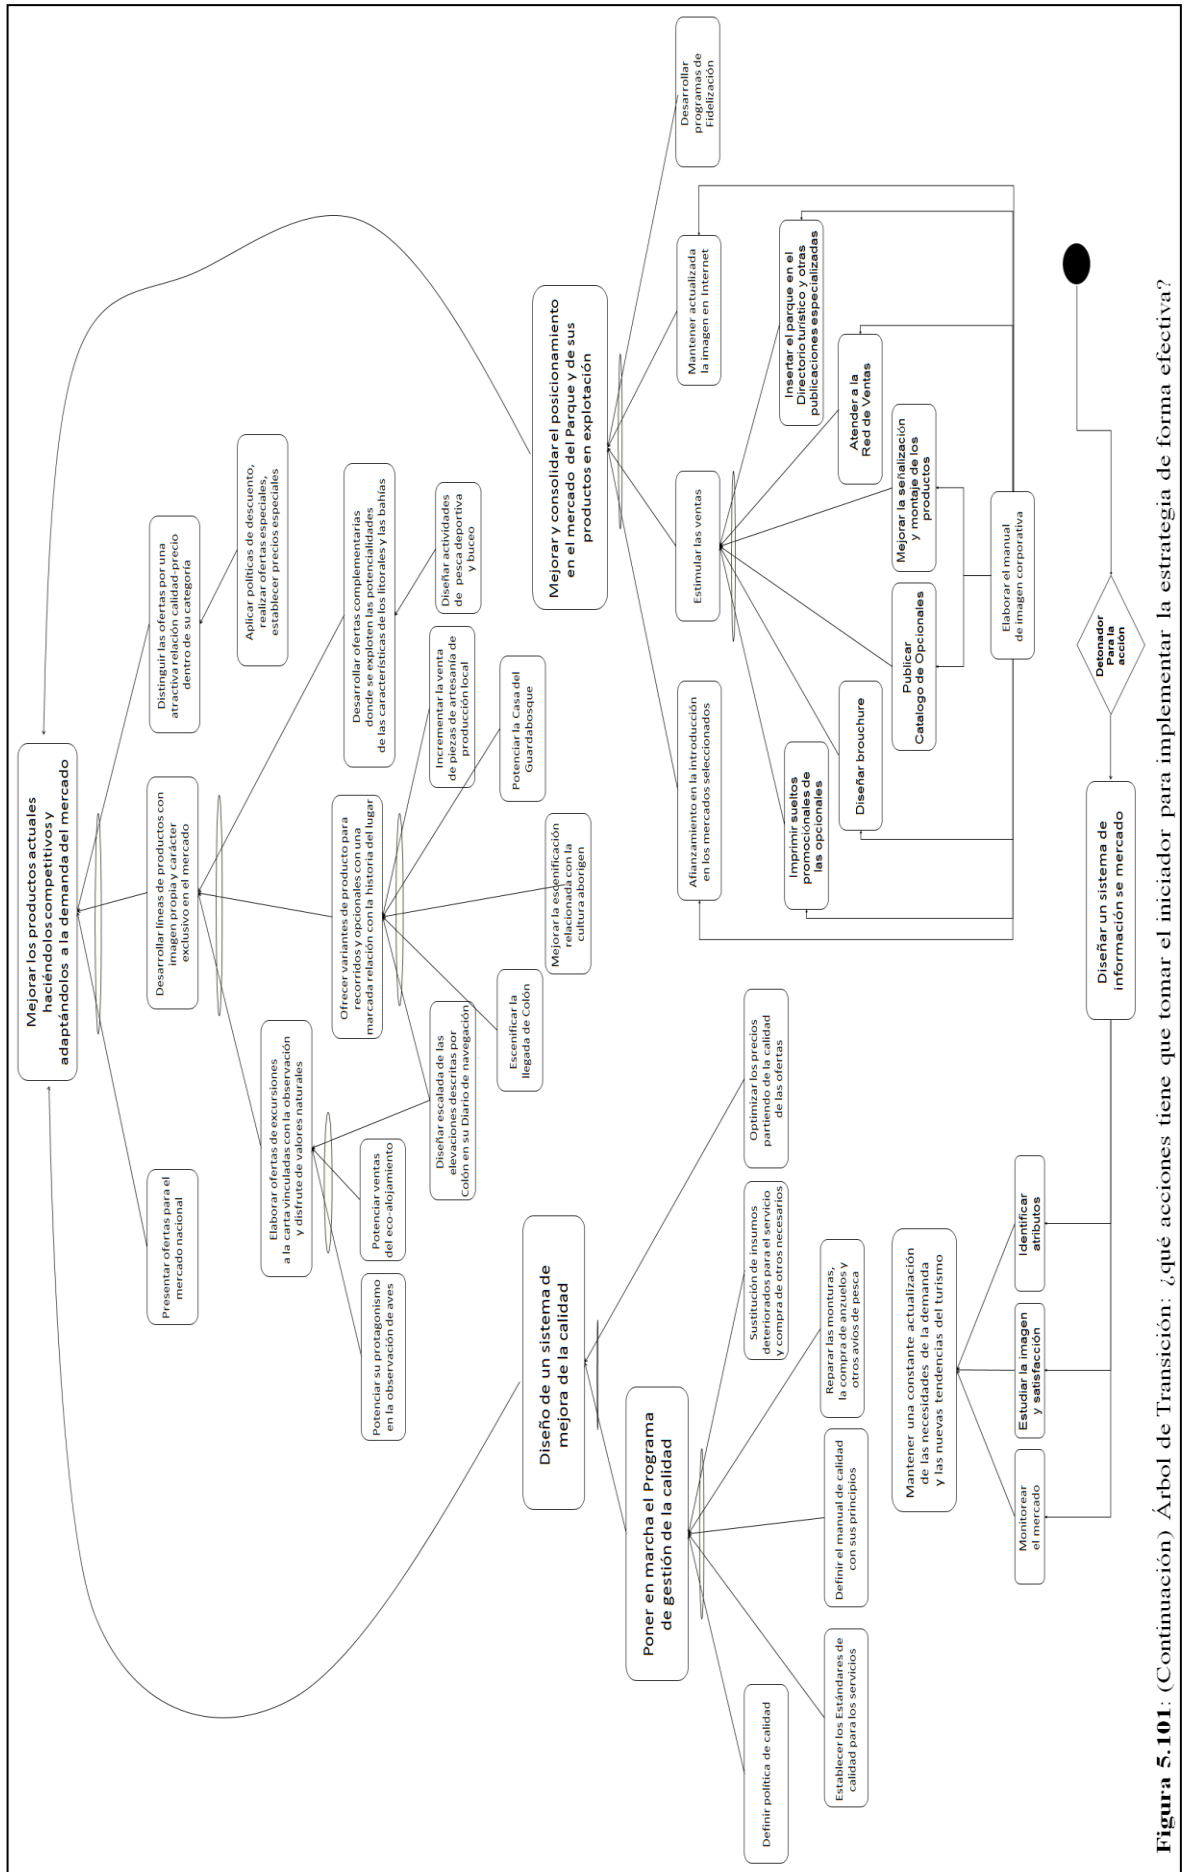 Mejorar los productos actuales
haciéndolos competitivos y
adaptándolos a la demanda del mercado
Presentar ofertas para el
mercado nacional
Desarrollar líneas de productos con
imagen propia y carácter
exclusivo en el mercado
Distinguir las ofertas por una
atractiva relación calidad-precio
dentro de su categoría
Aplicar políticas de descuento,
realizar ofertas especiales,
establecer precios especiales
Elaborar ofertas de excursiones
a la carta vinculadas con la observación
y disfrute de valores naturales
Ofrecer variantes de producto para
recorridos y opcionales con una
marcada relación con la historia del lugar
Desarrollar ofertas complementarias
donde se exploten las potencialidades
de las características de los litorales y las bahías
Potenciar su protagonismo
en la observación de aves
Potenciar ventas
del eco-alojamiento
Diseñar escalada de las
elevaciones descritas por
Colón en su Diario de navegación
Incrementar la venta
de piezas de artesanía de
producción local
Diseñar actividades
de pesca deportiva
y buceo
Escenificar la
llegada de Colón
Potenciar la Casa del
Guardabosque
Mejorar la escenificación
relacionada con la
cultura aborigen
Diseño de un sistema de
mejora de la calidad
Mejorar y consolidar el posicionamiento
en el mercado del Parque y de sus
productos en explotación
Poner en marcha el Programa
de gestión de la calidad
Optimizar los precios
partiendo de la calidad
de las ofertas
Definir política de calidad
Sustitución de insumos
deteriorados para el servicio
y compra de otros necesarios
Establecer los Estándares de
calidad para los servicios
Definir el manual de calidad
con sus principios
Reparar las monturas,
la compra de anzuelos y
otros avíos de pesca
Afianzamiento en la introducción
en los mercados seleccionados
Estimular las ventas
Mantener actualizada
la imagen en Internet
Desarrollar
programas de
Fidelización
Imprimir sueltos
promociónales de
las opcionales
Diseñar brouchure
Publicar
Catalogo de Opcionales
Mejorar la señalización
y montaje de los
productos
Atender a la
Red de Ventas
Insertar el parque en el
Directorio turístico y otras
publicaciones especializadas
Elaborar el manual
de imagen corporativa
Mantener una constante actualización
de las necesidades de la demanda
y las nuevas tendencias del turismo
Monitorear
el mercado
Estudiar la imagen
y satisfacción
Identificar
atributos
Diseñar un sistema de
información se mercado
Detonador
Para la
acción
Figura 5.101: (Continuación) Árbol de Transición: ¿qué acciones tiene que tomar el iniciador para implementar la estrategia de forma efectiva?